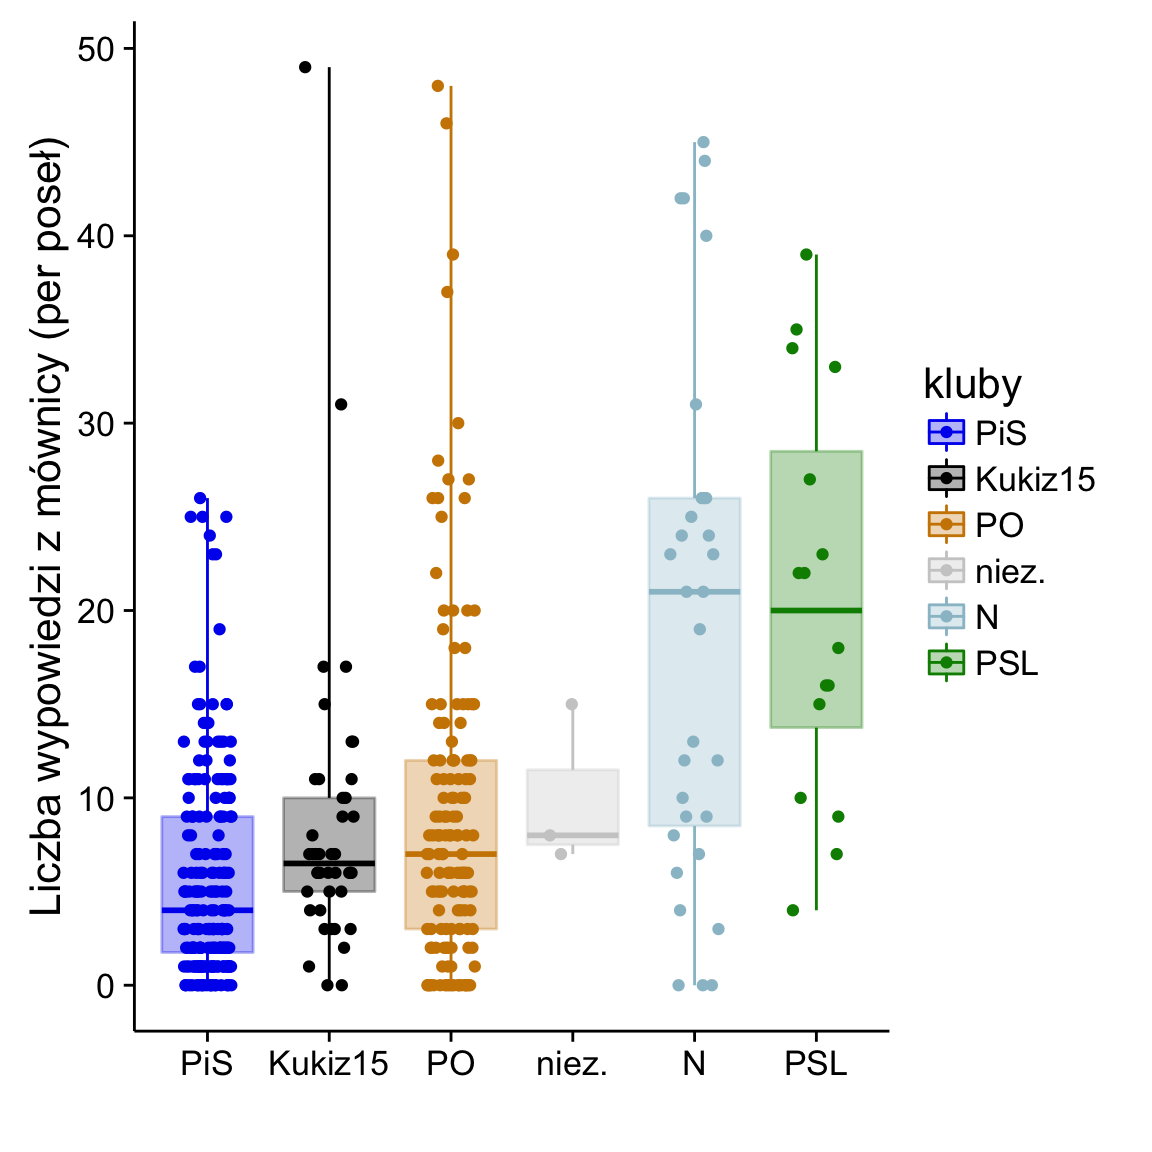 Liczba wypowiedzi z mównicy (per poseł)
50
40
30
20
10
0
PiS
Kukiz15
PO
niez.
N
PSL
kluby
PiS
Kukiz15
PO
niez.
N
PSL